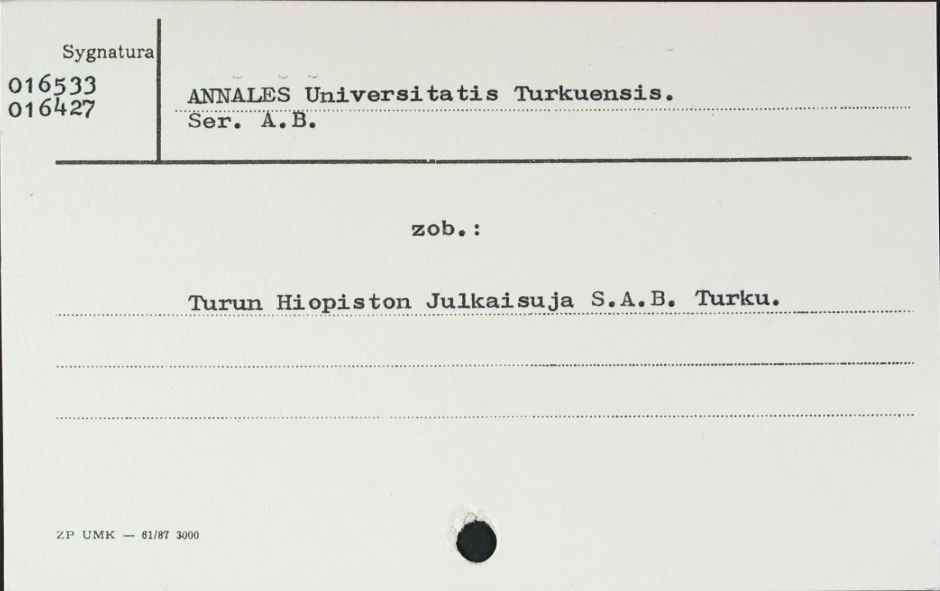 Sygnatura
016533
016427
ANNALES Universitatis Turkuensis.
Ser. A.B.
zob.:
Turun Hiopiston Julkaisuja S.A.B. Turku.
ZP UMK — 61/87 3000